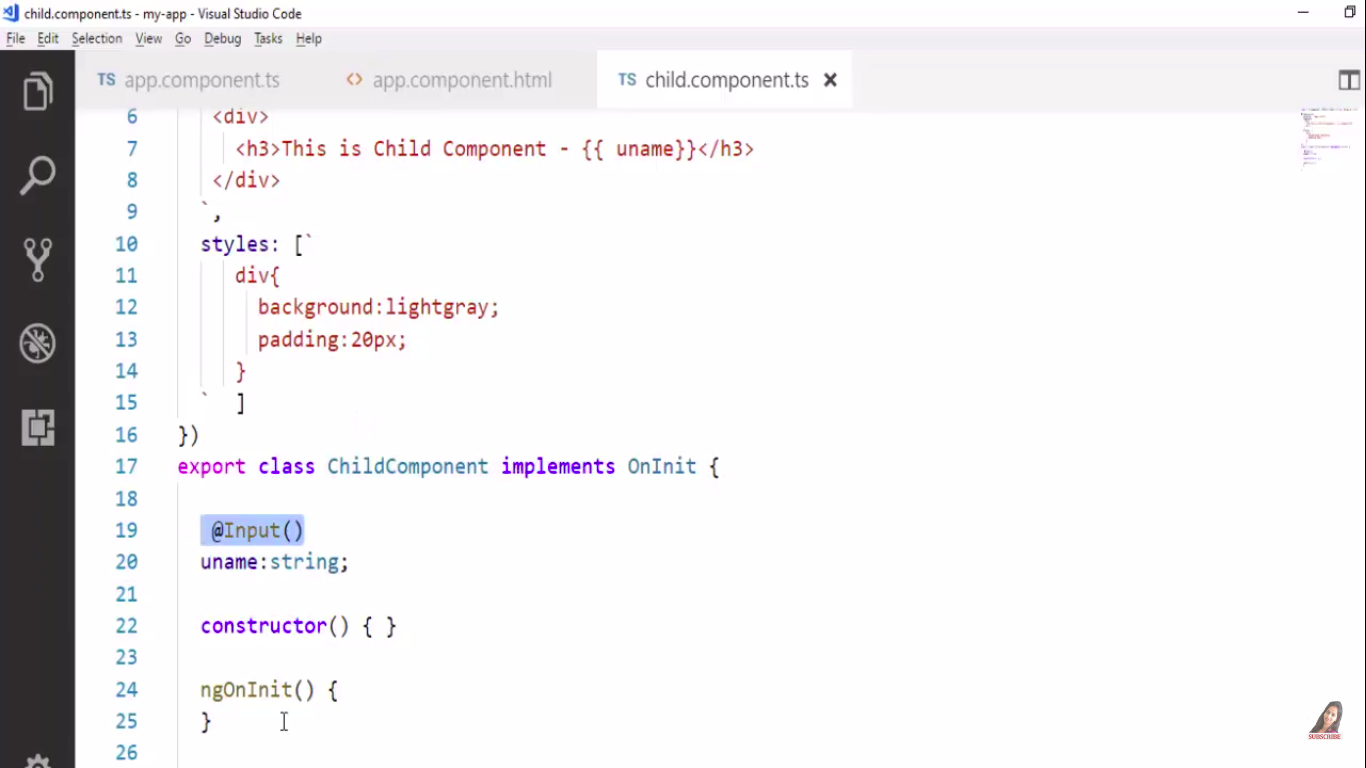 child.component.ts - my-app - Visual Studio Code
File Edit Selection View Go Debug Tasks Help
TS app.component.ts <> app.component.html TS child.component.ts
6 <div>
7 <h3>This is Child Component - {{ uname}}</h3>
8 </div>
9 `,
10 styles: [`
11 div{
12 background:lightgray;
13 padding:20px;
14 }
15 ` ]
16 })
17 export class ChildComponent implements OnInit {
18
19 @Input()
20 uname:string;
21
22 constructor() { }
23
24 ngOnInit() {
25 }
26
SUBSCRIBE